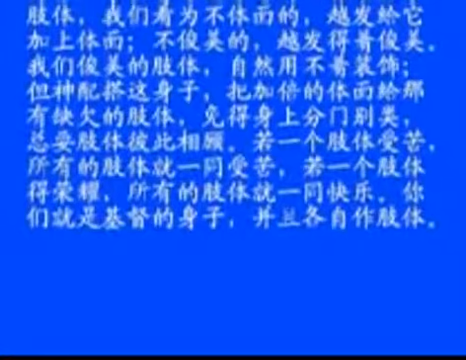 肢体，我们看为不体面的，越发给它
加上体面；不俊美的，越发得着俊美。
我们俊美的肢体，自然用不着装饰；
但神配搭这身子，把加倍的体面给那
有缺欠的肢体，免得身上分门别类，
总要肢体彼此相顾。若一个肢体受苦，
所有的肢体就一同受苦，若一个肢体
得荣耀，所有的肢体就一同快乐。你
们就是基督的身子，并且各自作肢体。